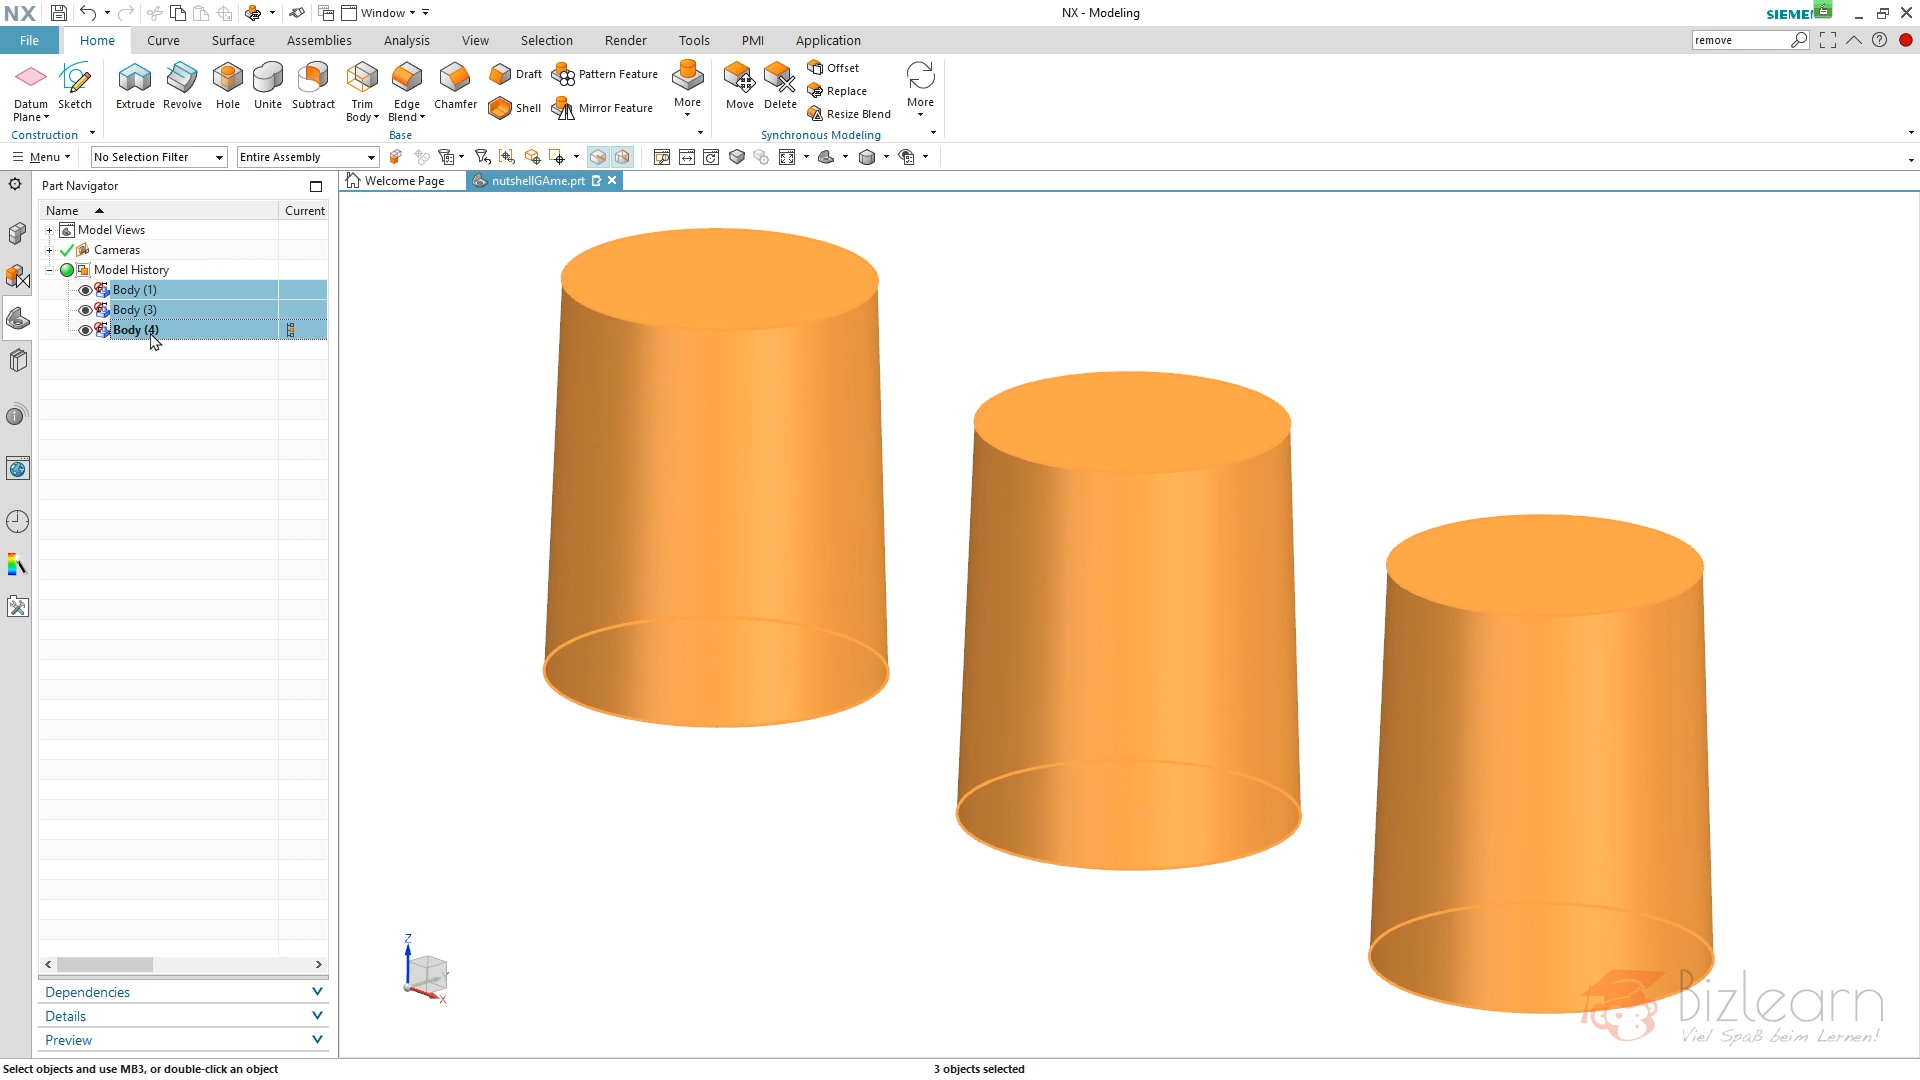 NX
Window
NX - Modeling
SIEME
File
Home
Curve
Surface
Assemblies
Analysis
View
Selection
Render
Tools
PMI
Application
remove
Datum
Plane
Sketch
Extrude
Revolve
Hole
Unite
Subtract
Trim
Body
Edge
Blend
Chamfer
Draft
Shell
Pattern Feature
Mirror Feature
More
Move
Delete
Offset
Replace
Resize Blend
More
Construction
Base
Synchronous Modeling
Menu
No Selection Filter
Entire Assembly
Part Navigator
Welcome Page
nutshellGAme.prt
Name
Current
Model Views
Cameras
Model History
Body (1)
Body (3)
Body (4)
Z
Y
X
Dependencies
Details
Preview
Bizlearn
Viel Spaß beim Lernen!
Select objects and use MB3, or double-click an object
3 objects selected